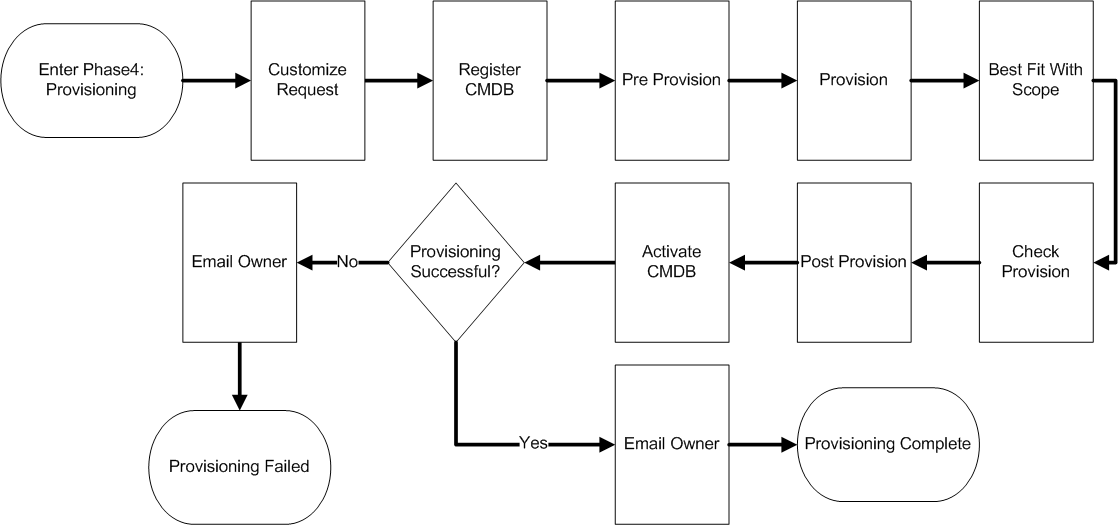 Enter Phase4:
Provisioning
Customize
Request
Register
CMDB
Pre Provision
Provision
Best Fit With
Scope
Email Owner
No
Provisioning
Successful?
Activate
CMDB
Post Provision
Check
Provision
Provisioning Failed
Yes
Email Owner
Provisioning Complete